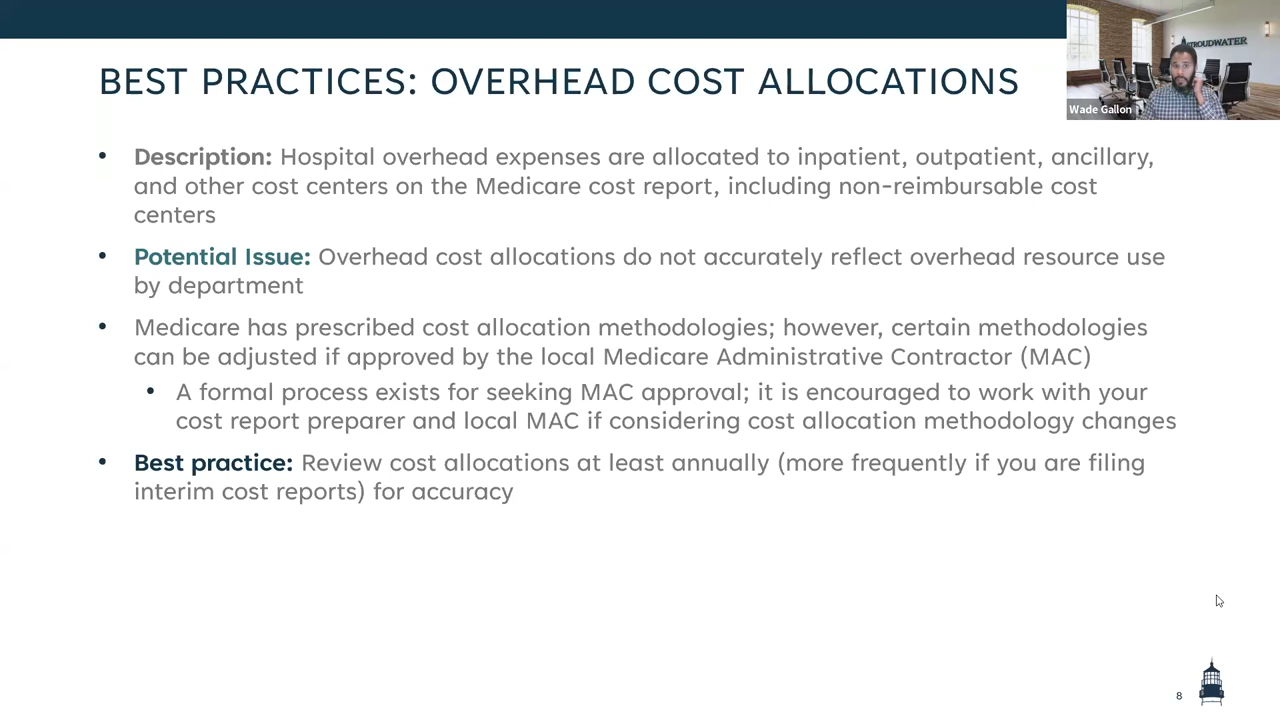 BEST PRACTICES: OVERHEAD COST ALLOCATIONS
TROUDWATER
Wade Gallon
• Description: Hospital overhead expenses are allocated to inpatient, outpatient, ancillary,
and other cost centers on the Medicare cost report, including non-reimbursable cost
centers
• Potential Issue: Overhead cost allocations do not accurately reflect overhead resource use
by department
• Medicare has prescribed cost allocation methodologies; however, certain methodologies
can be adjusted if approved by the local Medicare Administrative Contractor (MAC)
• A formal process exists for seeking MAC approval; it is encouraged to work with your
cost report preparer and local MAC if considering cost allocation methodology changes
• Best practice: Review cost allocations at least annually (more frequently if you are filing
interim cost reports) for accuracy
8